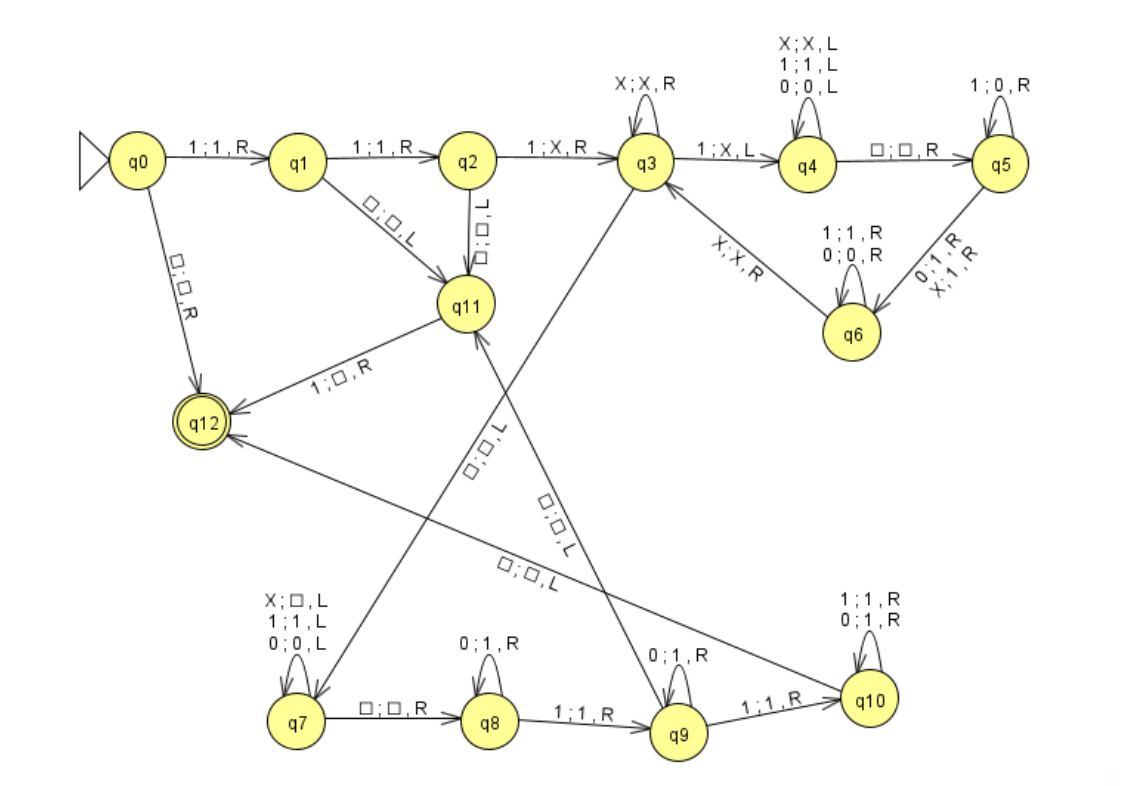 X;X,L
1;1,L
0;0,L
X;X,R
1;0,R
q0
1;1,R
q1
1;1,R
q2
1;X,R
q3
1;X,L
q4
□;□,R
q5
□;□,L
□;□,L
1;1,R
0;0,R
X;X,R
0;1,R
X;1,R
□;□,R
q11
q6
1;□,R
q12
□;□,L
□;□,L
□;□,L
X;□,L
1;1,L
0;0,L
0;1,R
0;1,R
1;1,R
0;1,R
q7
□;□,R
q8
1;1,R
q9
1;1,R
q10